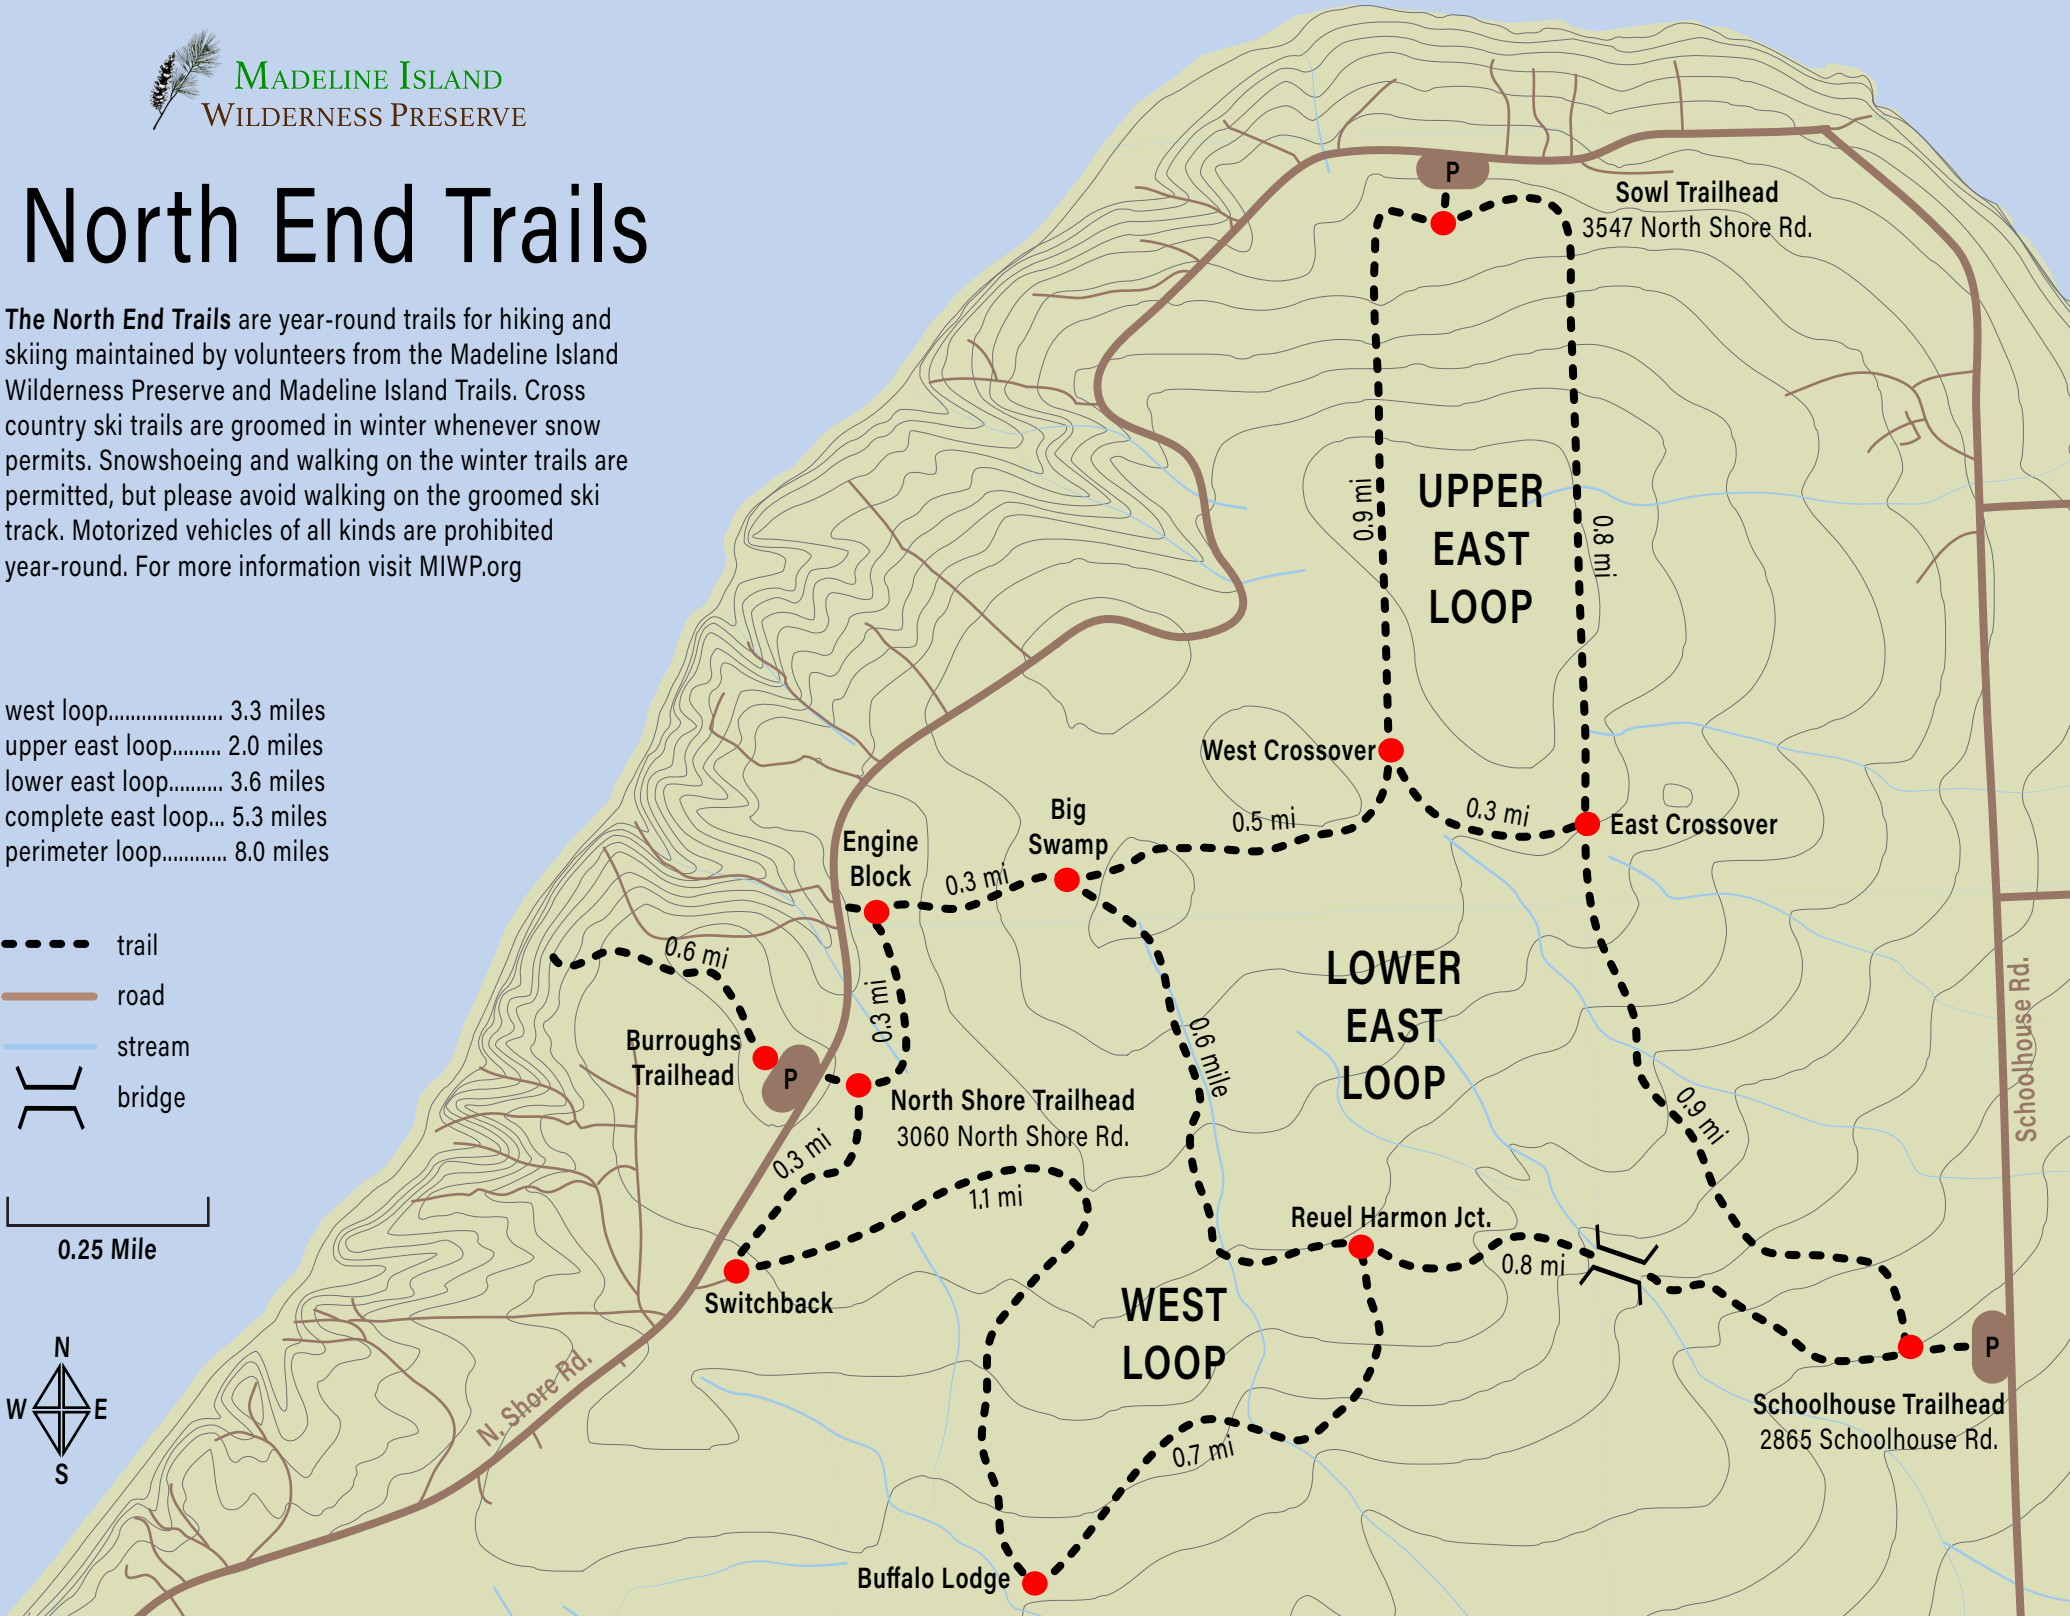 MADELINE ISLAND
WILDERNESS PRESERVE
North End Trails
The North End Trails are year-round trails for hiking and
skiing maintained by volunteers from the Madeline Island
Wilderness Preserve and Madeline Island Trails. Cross
country ski trails are groomed in winter whenever snow
permits. Snowshoeing and walking on the winter trails are
permitted, but please avoid walking on the groomed ski
track. Motorized vehicles of all kinds are prohibited
year-round. For more information visit MIWP.org
west loop..................... 3.3 miles
upper east loop......... 2.0 miles
lower east loop.......... 3.6 miles
complete east loop... 5.3 miles
perimeter loop............ 8.0 miles
trail
road
stream
bridge
0.25 Mile
N
W E
S
P
Sowl Trailhead
3547 North Shore Rd.
UPPER
EAST
LOOP
0.6 mi
0.8 mi
West Crossover
0.3 mi
East Crossover
0.5 mi
Big
Swamp
Engine
Block
0.3 mi
0.6 mi
0.3 mi
Burroughs
Trailhead
P
North Shore Trailhead
3060 North Shore Rd.
0.3 mi
1.1 mi
Switchback
0.6 mile
LOWER
EAST
LOOP
0.9 mi
Schoolhouse Rd.
Reuel Harmon Jct.
0.8 mi
WEST
LOOP
P
Schoolhouse Trailhead
2865 Schoolhouse Rd.
0.7 mi
N. Shore Rd.
Buffalo Lodge